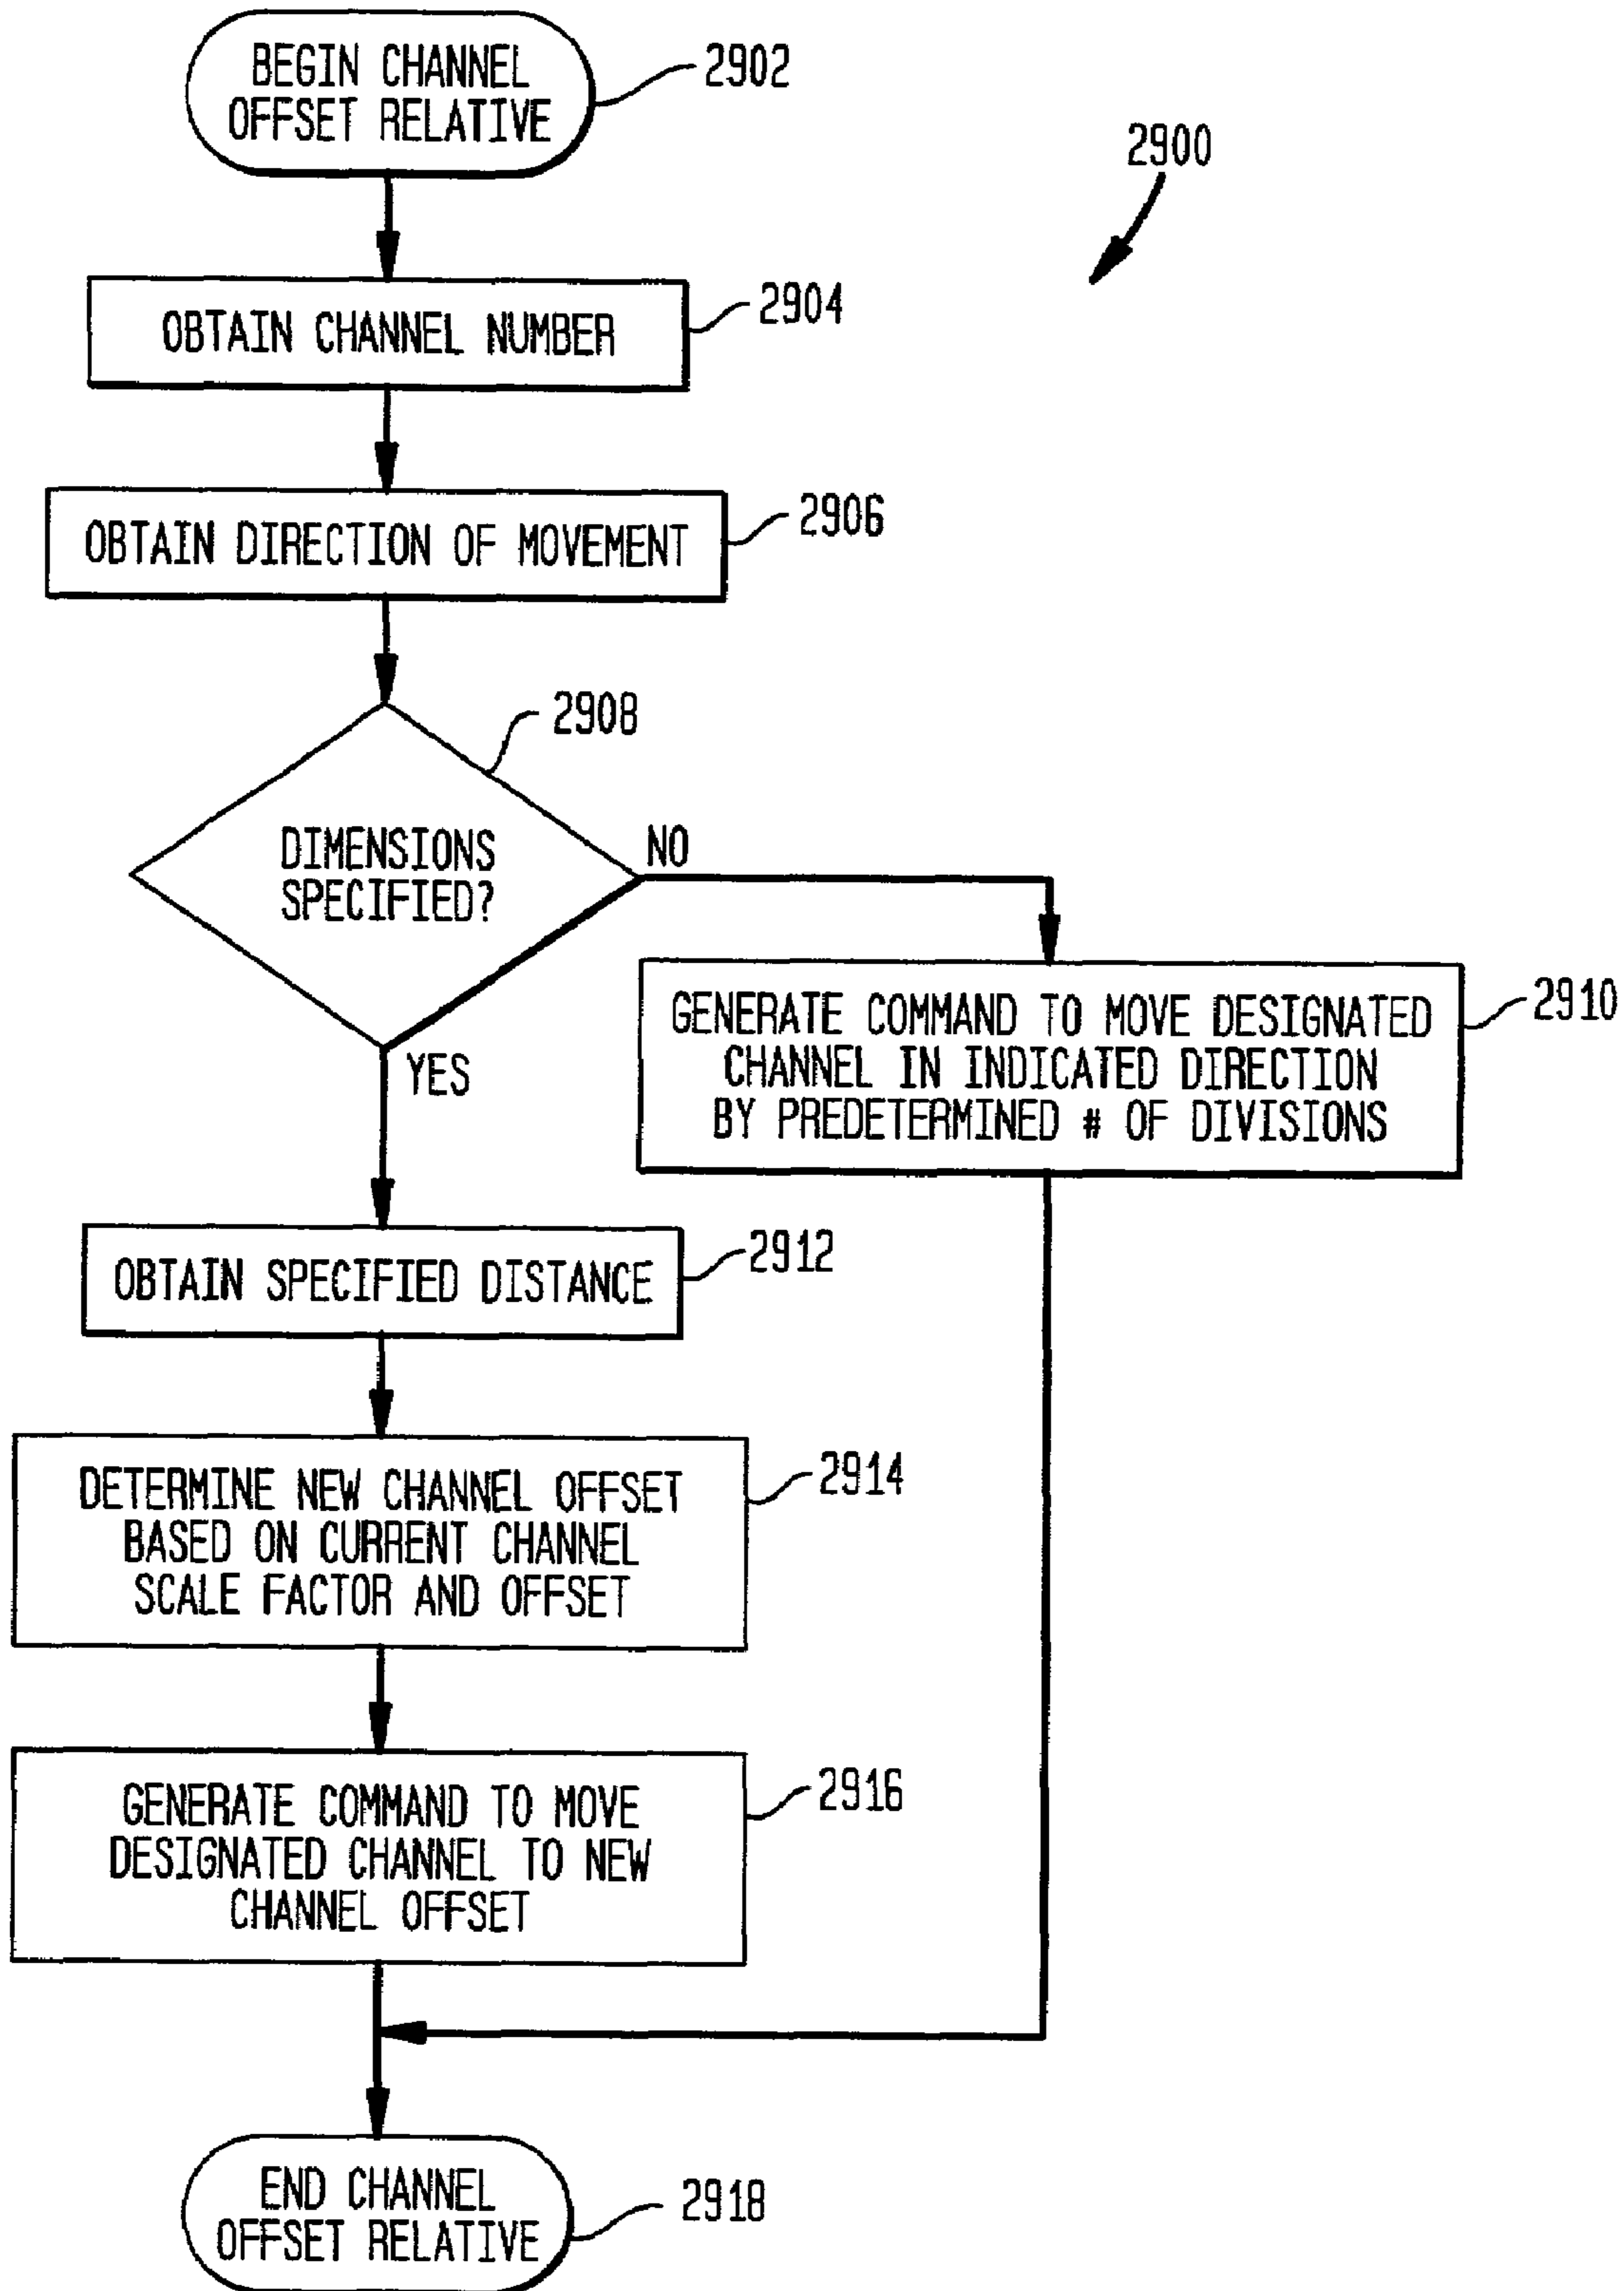 BEGIN CHANNEL
OFFSET RELATIVE
2902
2900
OBTAIN CHANNEL NUMBER
2904
OBTAIN DIRECTION OF MOVEMENT
2906
2908
DIMENSIONS
SPECIFIED?
NO
YES
GENERATE COMMAND TO MOVE DESIGNATED
CHANNEL IN INDICATED DIRECTION
BY PREDETERMINED # OF DIVISIONS
2910
OBTAIN SPECIFIED DISTANCE
2912
DETERMINE NEW CHANNEL OFFSET
BASED ON CURRENT CHANNEL
SCALE FACTOR AND OFFSET
2914
GENERATE COMMAND TO MOVE
DESIGNATED CHANNEL TO NEW
CHANNEL OFFSET
2916
END CHANNEL
OFFSET RELATIVE
2918